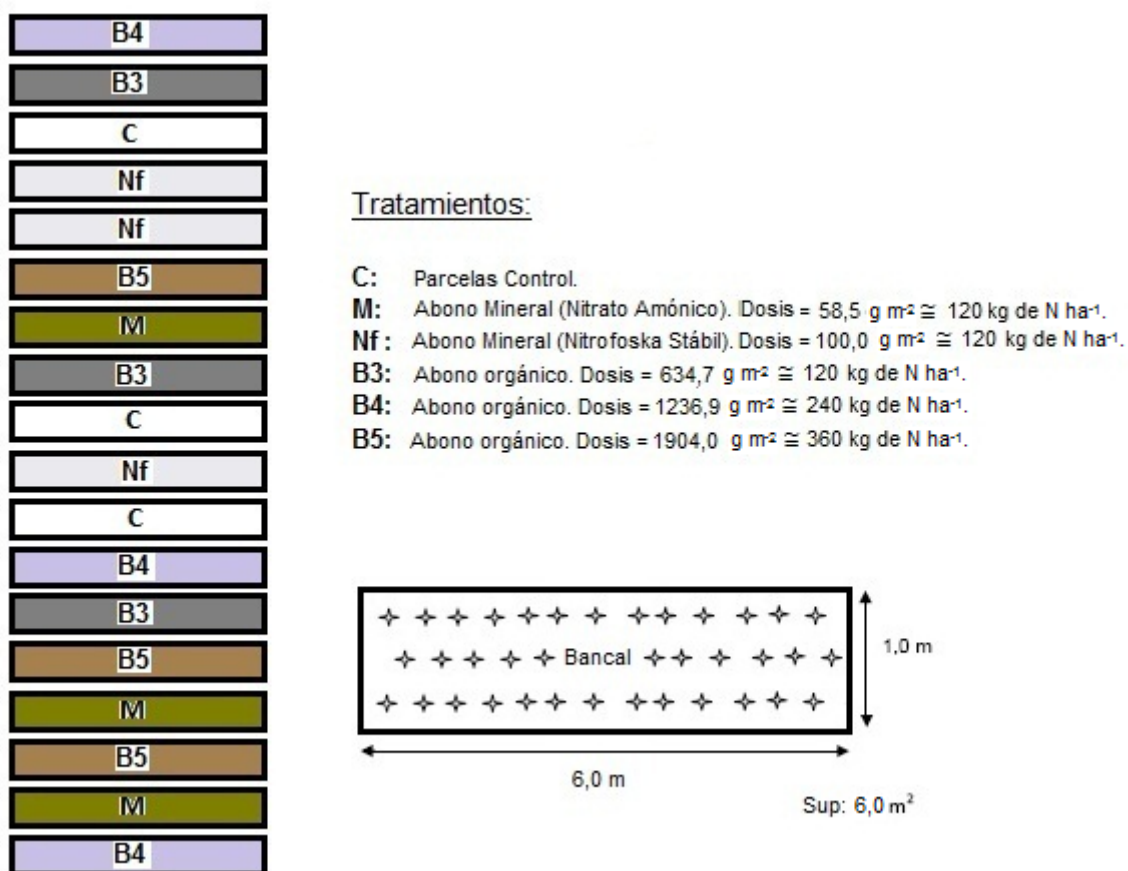 B4
B3
C
Nf
Nf
B5
M
B3
C
Nf
C
B4
B3
B5
M
B5
M
B4
Tratamientos:
C: Parcelas Control.
M: Abono Mineral (Nitrato Amónico). Dosis = 58,5 g m-² ≅ 120 kg de N ha-¹.
Nf : Abono Mineral (Nitrofoska Stábil). Dosis = 100,0 g m-² ≅ 120 kg de N ha-¹.
B3: Abono orgánico. Dosis = 634,7 g m-² ≅ 120 kg de N ha-¹.
B4: Abono orgánico. Dosis = 1236,9 g m-² ≅ 240 kg de N ha-¹.
B5: Abono orgánico. Dosis = 1904,0 g m-² ≅ 360 kg de N ha-¹.
Bancal
1,0 m
6,0 m
Sup: 6,0 m²